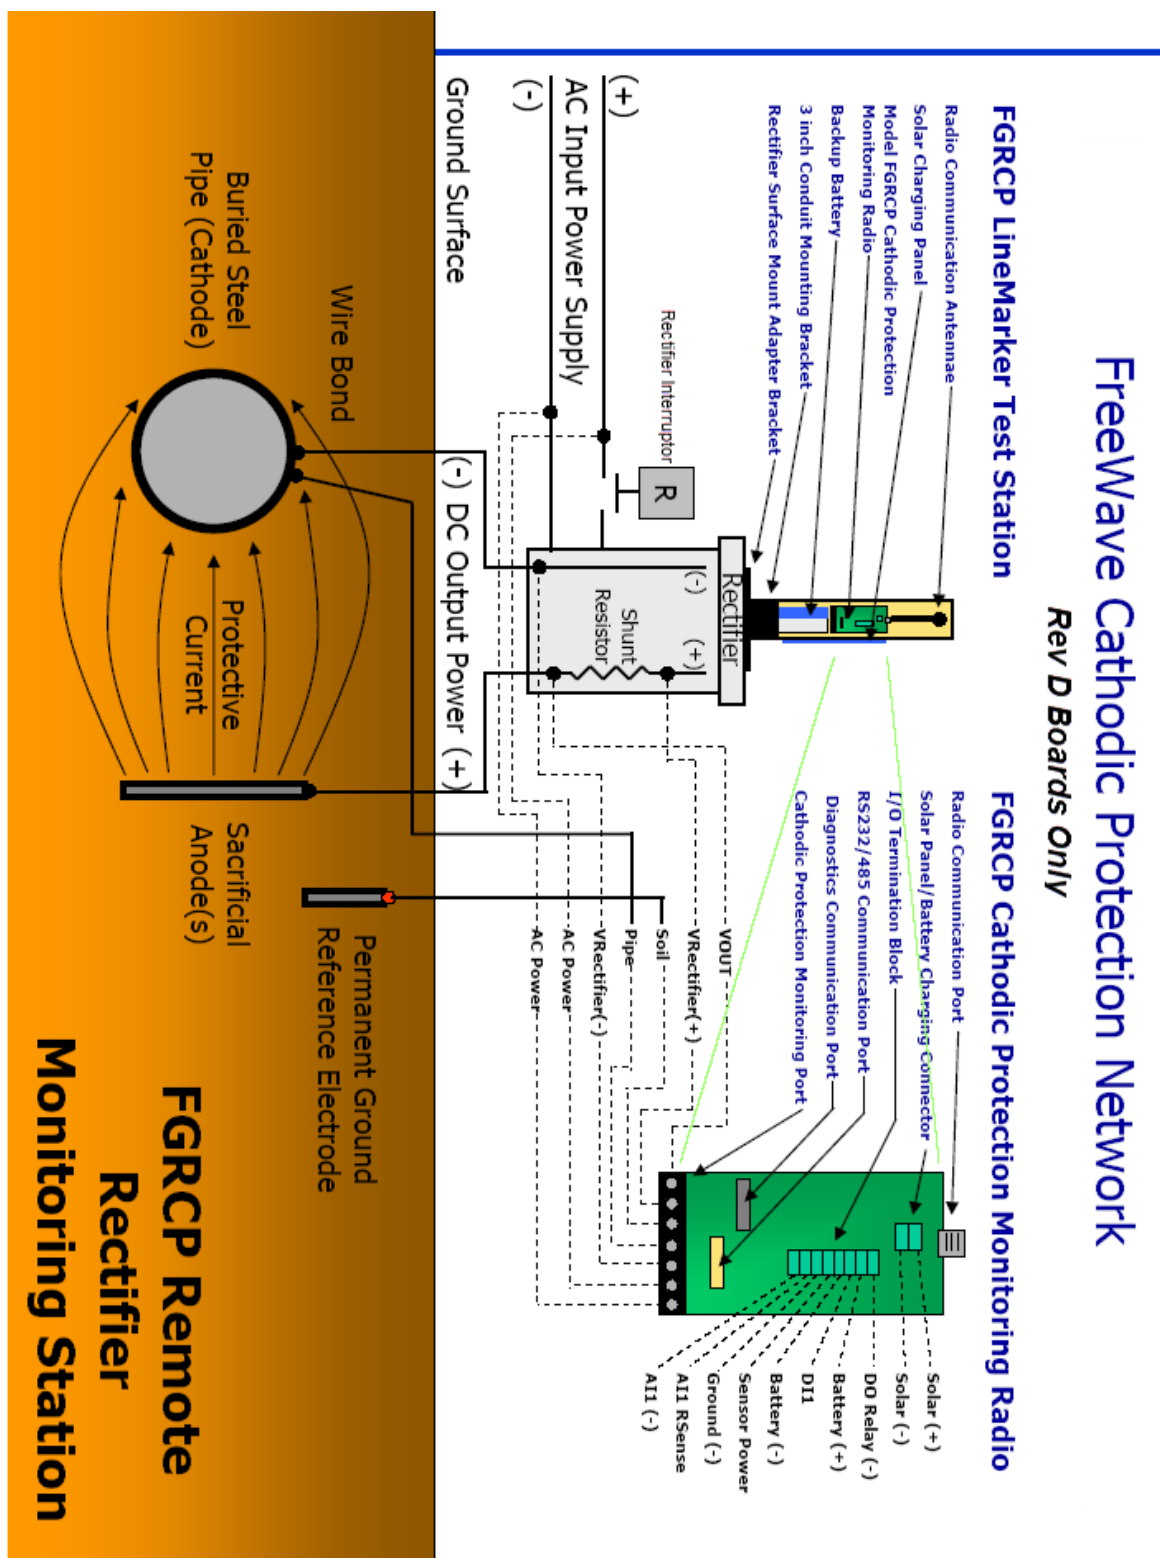 FreeWave Cathodic Protection Network
Rev D Boards Only
FGRCP LineMarker Test Station
Radio Communication Antennae
Solar Charging Panel
Model FGRCP Cathodic Protection
Monitoring Radio
Backup Battery
3 inch Conduit Mounting Bracket
Rectifier Surface Mount Adapter Bracket
FGRCP Cathodic Protection Monitoring Radio
Radio Communication Port
Solar Panel/Battery Charging Connector
I/O Termination Block
RS232/485 Communication Port
Diagnostics Communication Port
Cathodic Protection Monitoring Port
(+)
AC Input Power Supply
(-)
Rectifier Interruptor
R
Rectifier
(-)
(+)
Shunt
Resistor
VOUT
VRectifier(+)
Soil
Pipe
VRectifier(-)
AC Power
AC Power
Solar (+)
Solar (-)
DO Relay (-)
Battery (+)
DI1
Battery (-)
Sensor Power
Ground (-)
AI1 RSense
AI1 (-)
Ground Surface
(-) DC Output Power (+)
Wire Bond
Buried Steel
Pipe (Cathode)
Protective
Current
Sacrificial
Anode(s)
Permanent Ground
Reference Electrode
FGRCP Remote
Rectifier
Monitoring Station